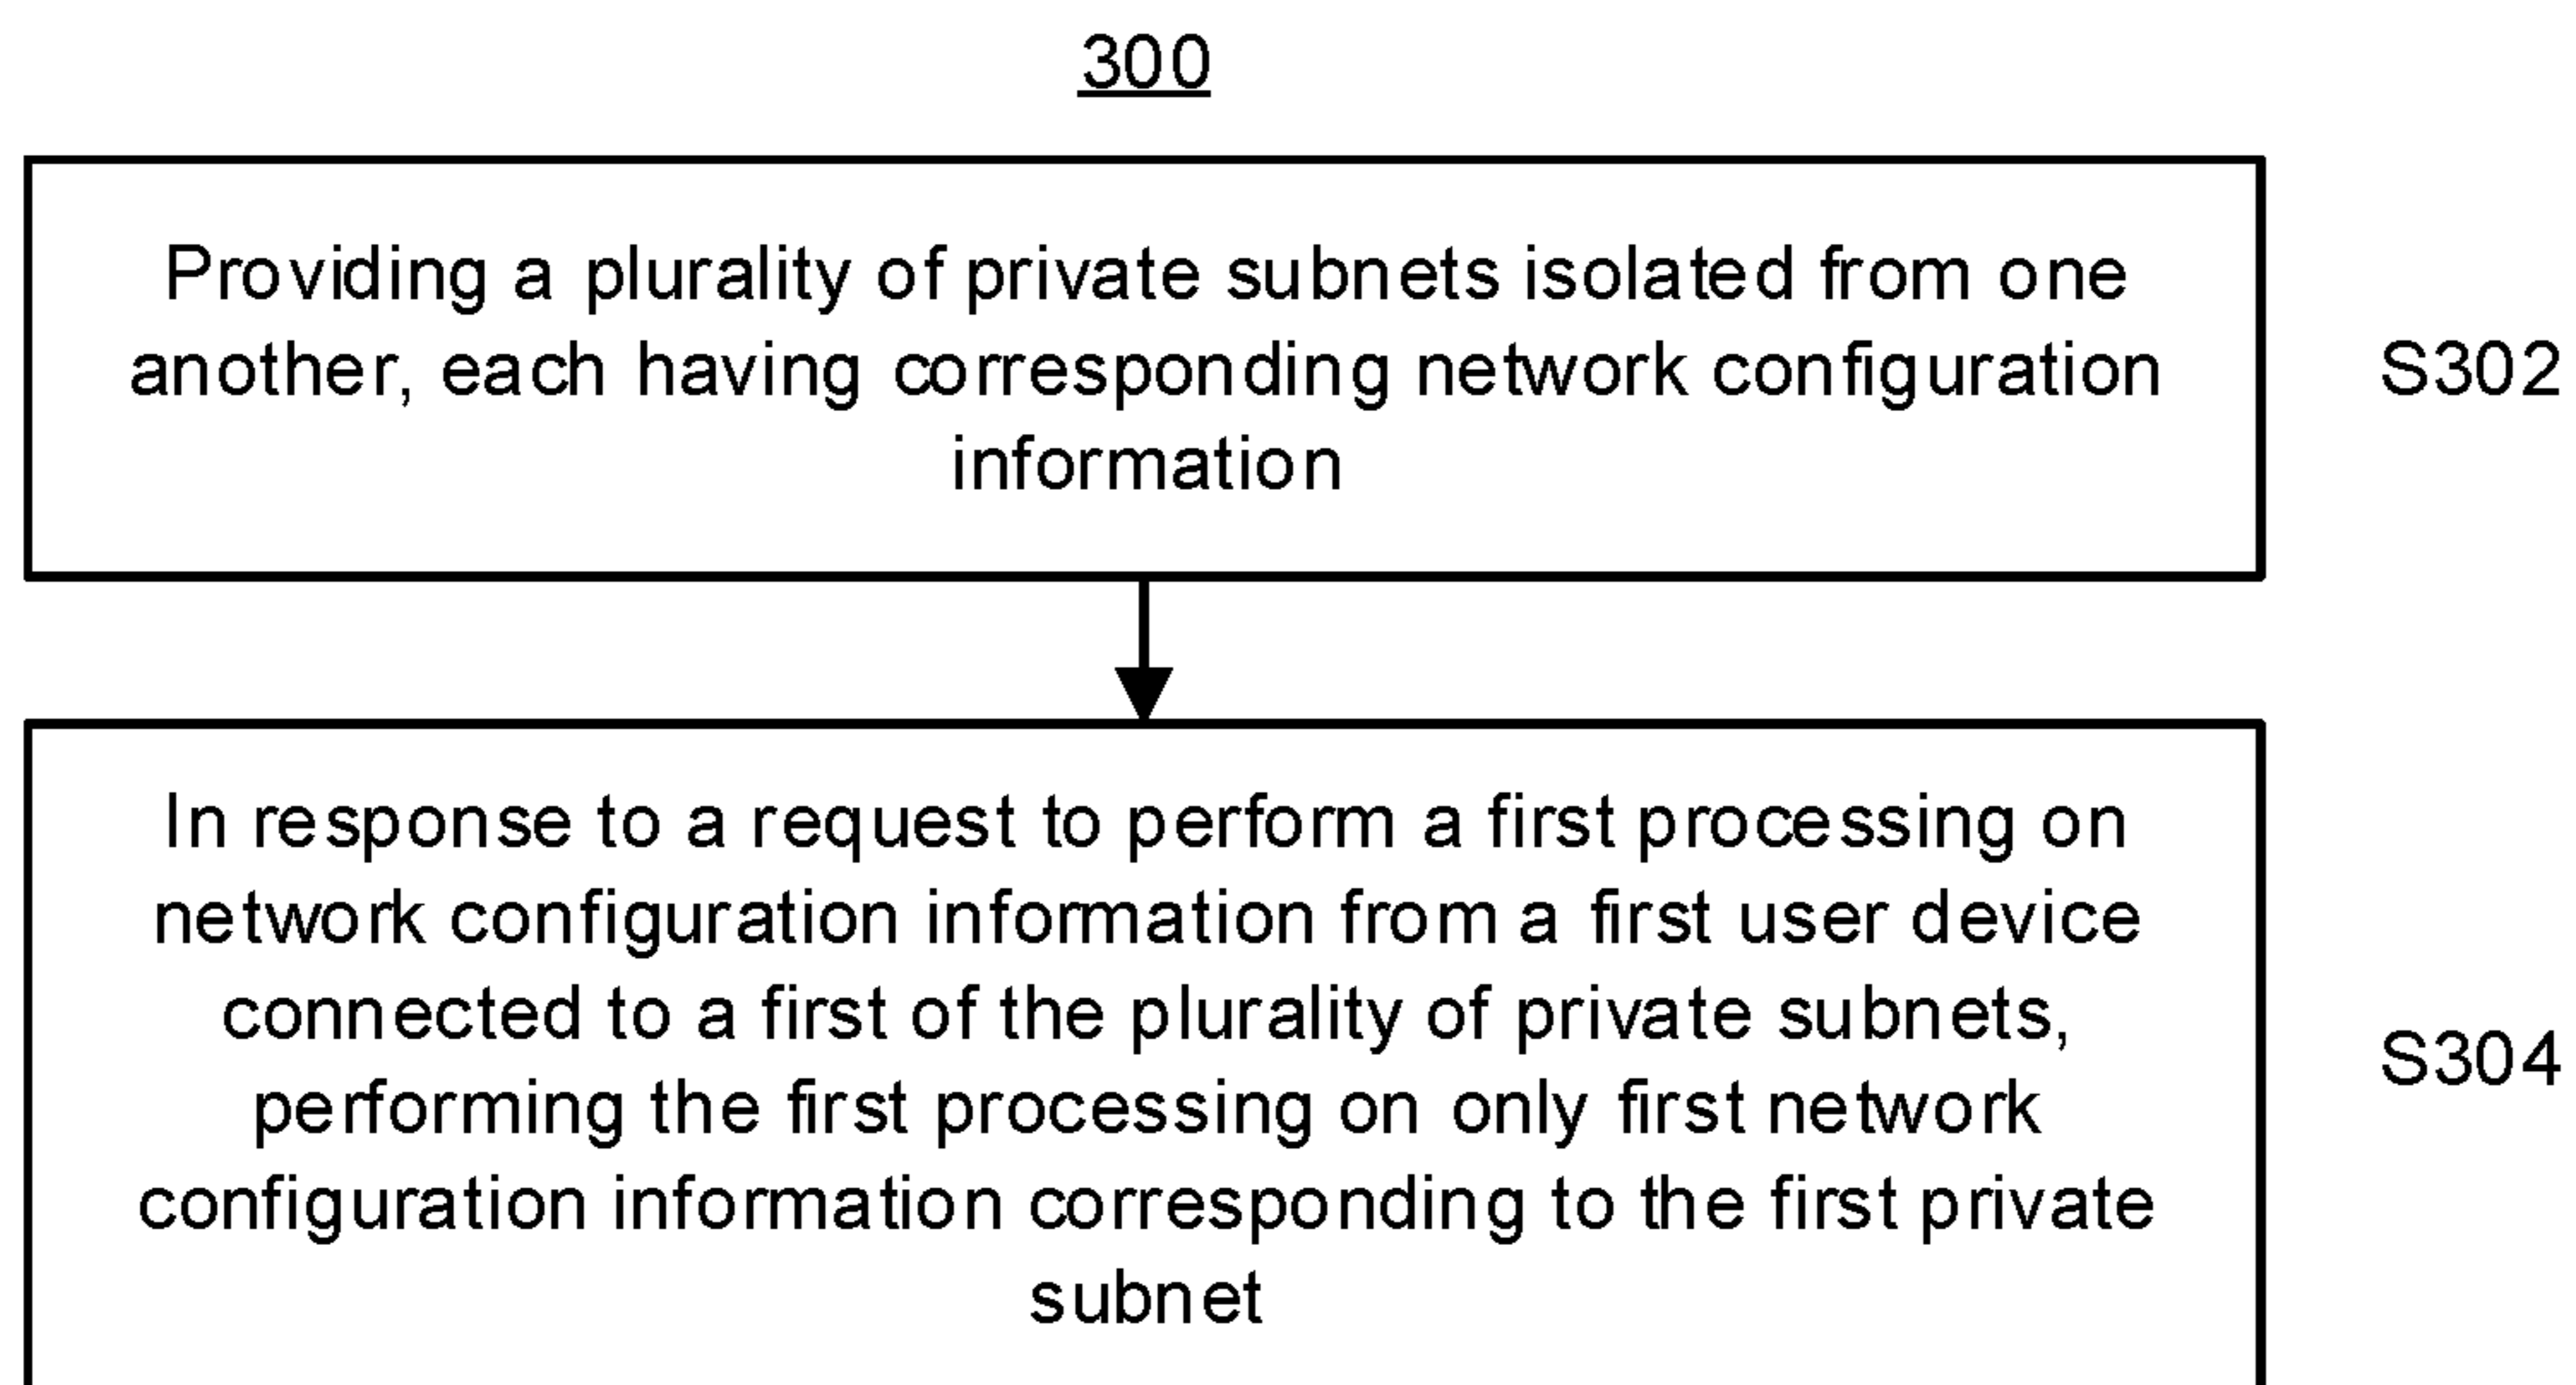 300
Providing a plurality of private subnets isolated from one
another, each having corresponding network configuration
information
S302
In response to a request to perform a first processing on
network configuration information from a first user device
connected to a first of the plurality of private subnets,
performing the first processing on only first network
configuration information corresponding to the first private
subnet
S304